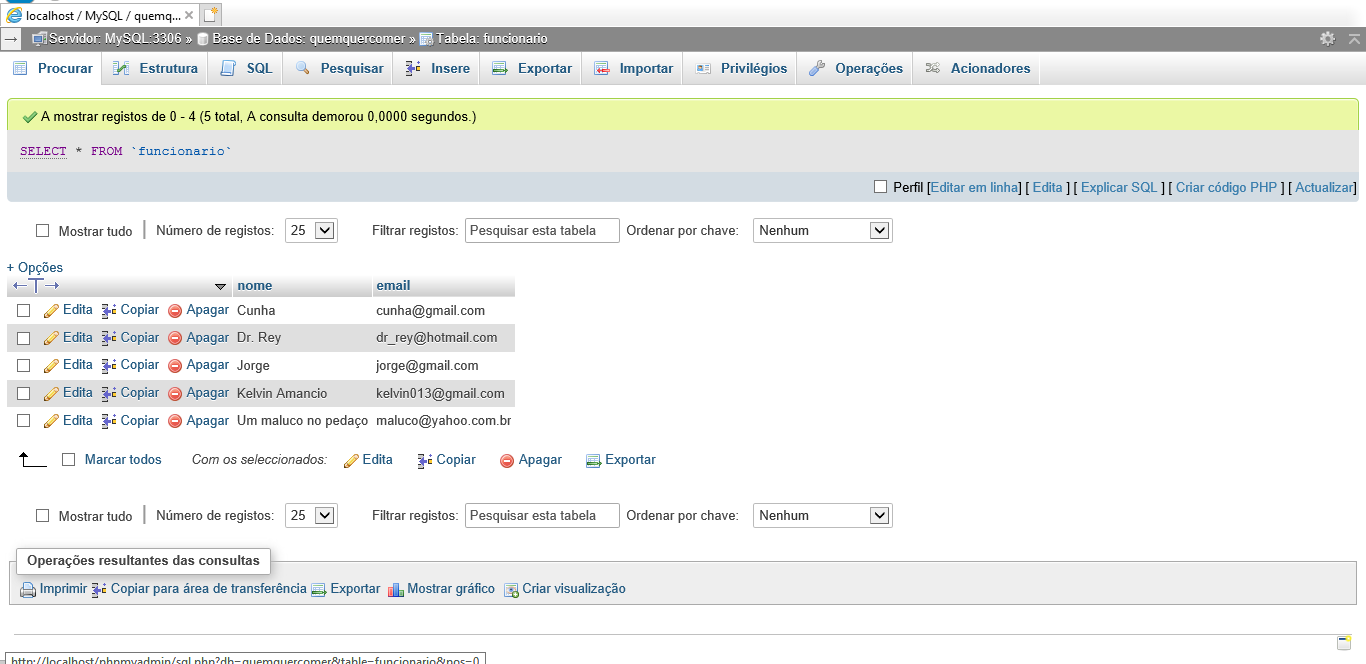 localhost / MySQL / quemq...
Servidor: MySQL:3306 » Base de Dados: quemquercomer » Tabela: funcionario
Procurar Estrutura SQL Pesquisar Insere Exportar Importar Privilégios Operações Acionadores
A mostrar registos de 0 - 4 (5 total, A consulta demorou 0,0000 segundos.)
SELECT * FROM `funcionario`
Perfil [Editar em linha] [ Edita ] [ Explicar SQL ] [ Criar código PHP ] [ Actualizar]
Mostrar tudo Número de registos: 25 Filtrar registos: Pesquisar esta tabela Ordenar por chave: Nenhum
+ Opções
←T→ nome email
Edita Copiar Apagar Cunha cunha@gmail.com
Edita Copiar Apagar Dr. Rey dr_rey@hotmail.com
Edita Copiar Apagar Jorge jorge@gmail.com
Edita Copiar Apagar Kelvin Amancio kelvin013@gmail.com
Edita Copiar Apagar Um maluco no pedaço maluco@yahoo.com.br
Marcar todos Com os seleccionados: Edita Copiar Apagar Exportar
Mostrar tudo Número de registos: 25 Filtrar registos: Pesquisar esta tabela Ordenar por chave: Nenhum
Operações resultantes das consultas
Imprimir Copiar para área de transferência Exportar Mostrar gráfico Criar visualização
http://localhost/phpmyadmin/sql.php?db=quemquercomer&table=funcionario&pos=0